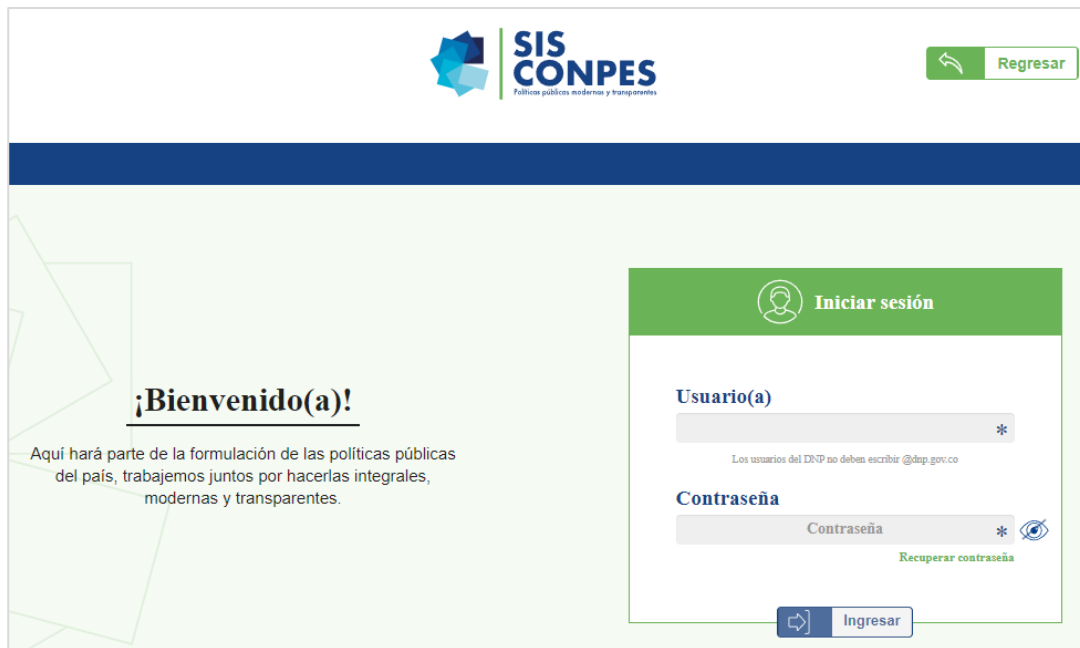 SIS
CONPES
Políticas públicas modernas y transparentes
Regresar
¡Bienvenido(a)!
Aquí hará parte de la formulación de las políticas públicas
del país, trabajemos juntos por hacerlas integrales,
modernas y transparentes.
Iniciar sesión
Usuario(a)
*
Los usuarios del DNP no deben escribir @dnp.gov.co
Contraseña
Contraseña *
Recuperar contraseña
Ingresar